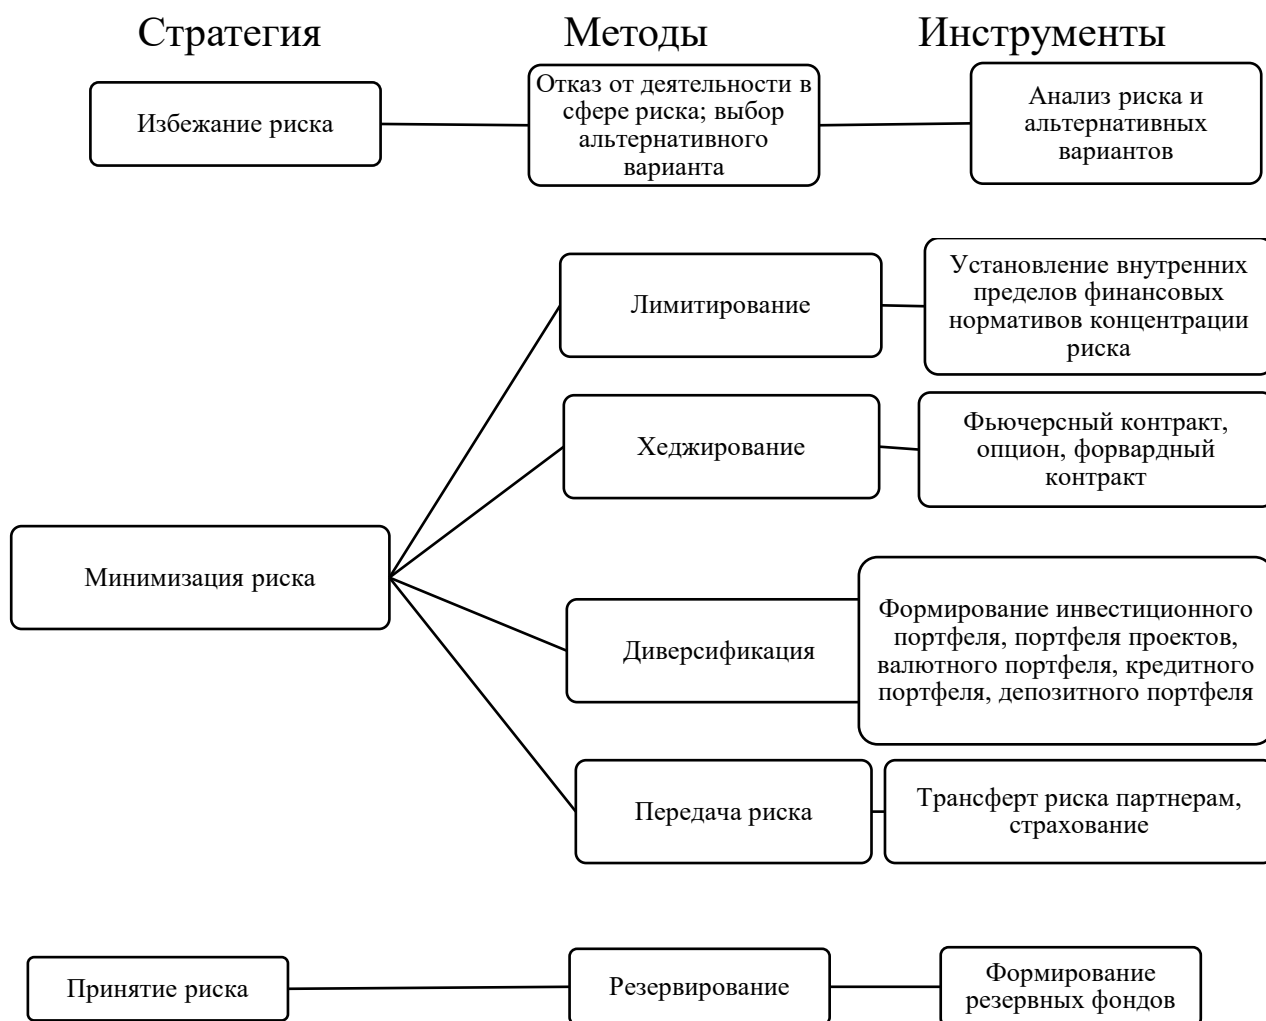 Стратегия
Методы
Инструменты
Избежание риска
Отказ от деятельности в
сфере риска; выбор
альтернативного
варианта
Анализ риска и
альтернативных
вариантов
Минимизация риска
Лимитирование
Установление внутренних
пределов финансовых
нормативов концентрации
риска
Хеджирование
Фьючерсный контракт,
опцион, форвардный
контракт
Диверсификация
Формирование инвестиционного
портфеля, портфеля проектов,
валютного портфеля, кредитного
портфеля, депозитного портфеля
Передача риска
Трансферт риска партнерам,
страхование
Принятие риска
Резервирование
Формирование
резервных фондов